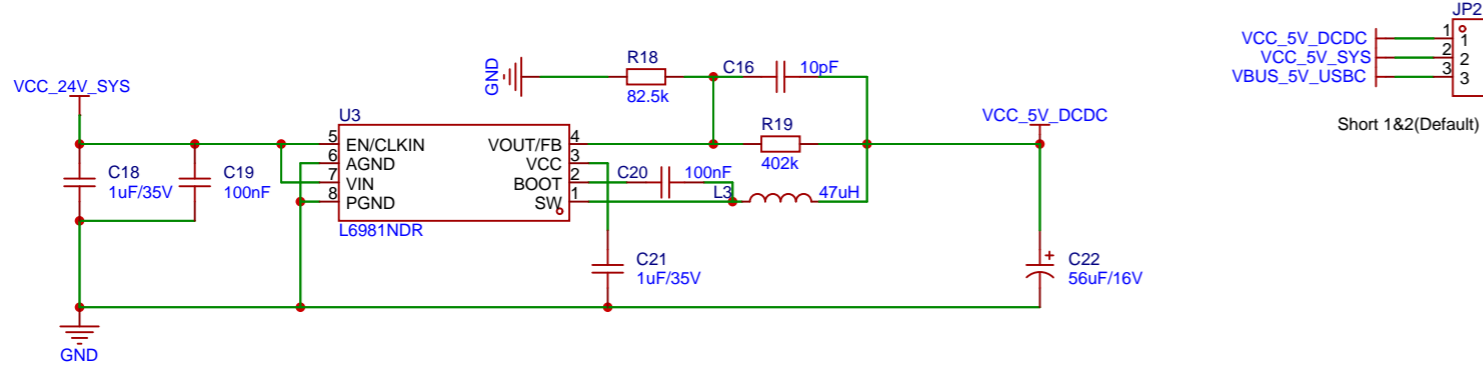 JP2
VCC_5V_DCDC 1 1
VCC_5V_SYS 2 2
VBUS_5V_USBC 3 3
Short 1&2(Default)
VCC_24V_SYS
GND
R18
82.5k
C16
10pF
R19
402k
VCC_5V_DCDC
U3
5 EN/CLKIN VOUT/FB 4
6 AGND VCC 3
7 VIN BOOT 2
8 PGND SW 1
L6981NDR
C18
1uF/35V
C19
100nF
C20
100nF
L3
47uH
C21
1uF/35V
C22
56uF/16V
+
GND